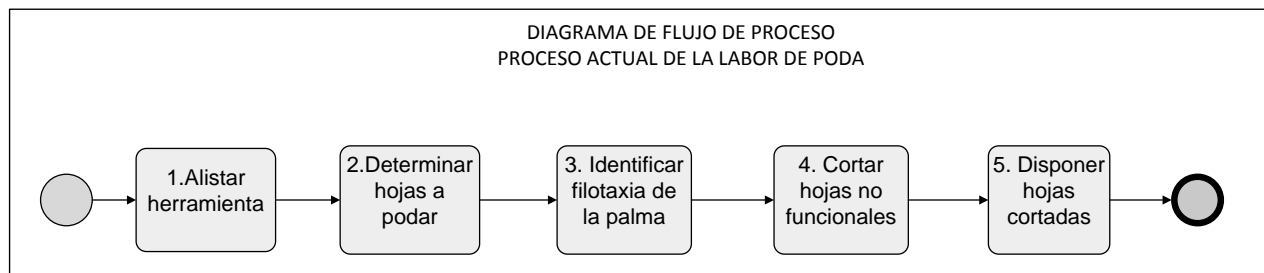 DIAGRAMA DE FLUJO DE PROCESO
PROCESO ACTUAL DE LA LABOR DE PODA
1.Alistar
herramienta
2.Determinar
hojas a
podar
3. Identificar
filotaxia de
la palma
4. Cortar
hojas no
funcionales
5. Disponer
hojas
cortadas